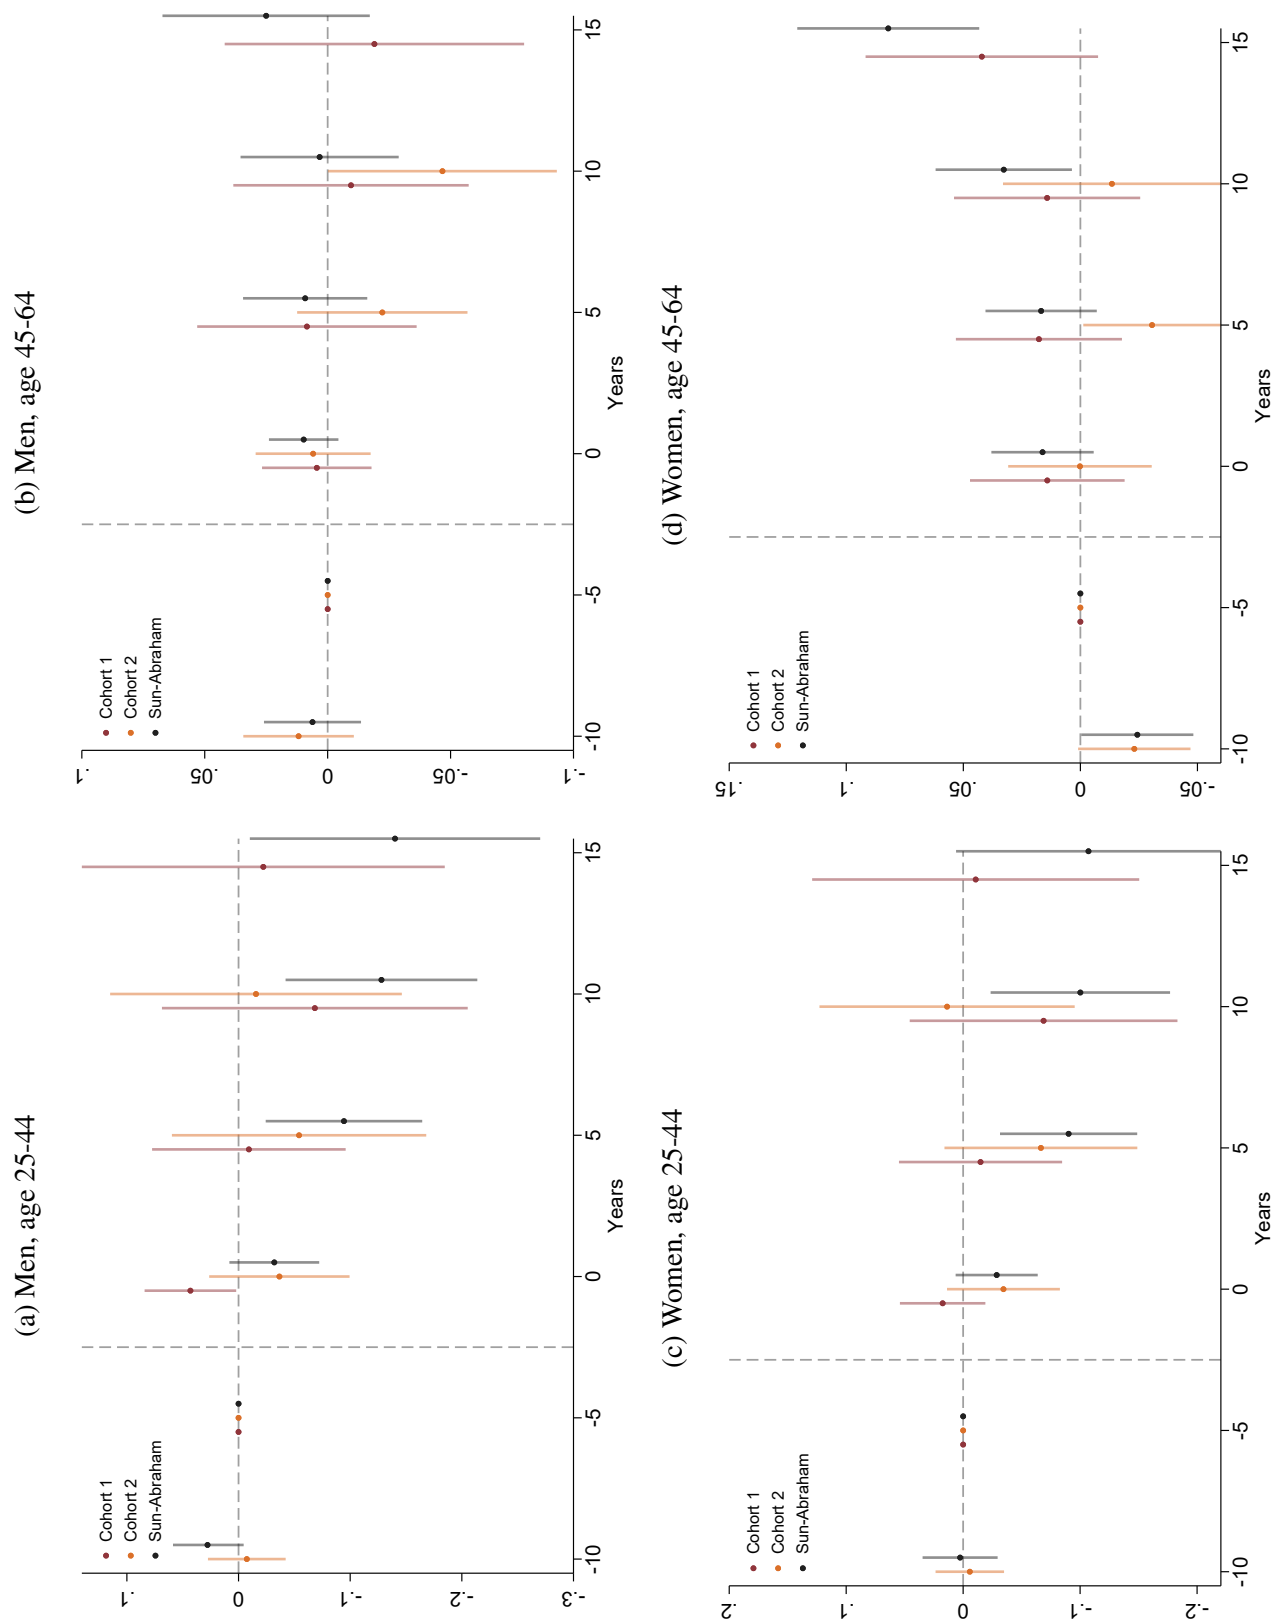 (a) Men, age 25-44
Cohort 1
Cohort 2
Sun-Abraham
.1
0
-.1
-.2
-.3
-10
-5
0
5
10
15
Years
(b) Men, age 45-64
Cohort 1
Cohort 2
Sun-Abraham
.1
.05
0
-.05
-.1
-10
-5
0
5
10
15
Years
(c) Women, age 25-44
Cohort 1
Cohort 2
Sun-Abraham
.2
.1
0
-.1
-.2
-10
-5
0
5
10
15
Years
(d) Women, age 45-64
Cohort 1
Cohort 2
Sun-Abraham
.15
.1
.05
0
-.05
-10
-5
0
5
10
15
Years